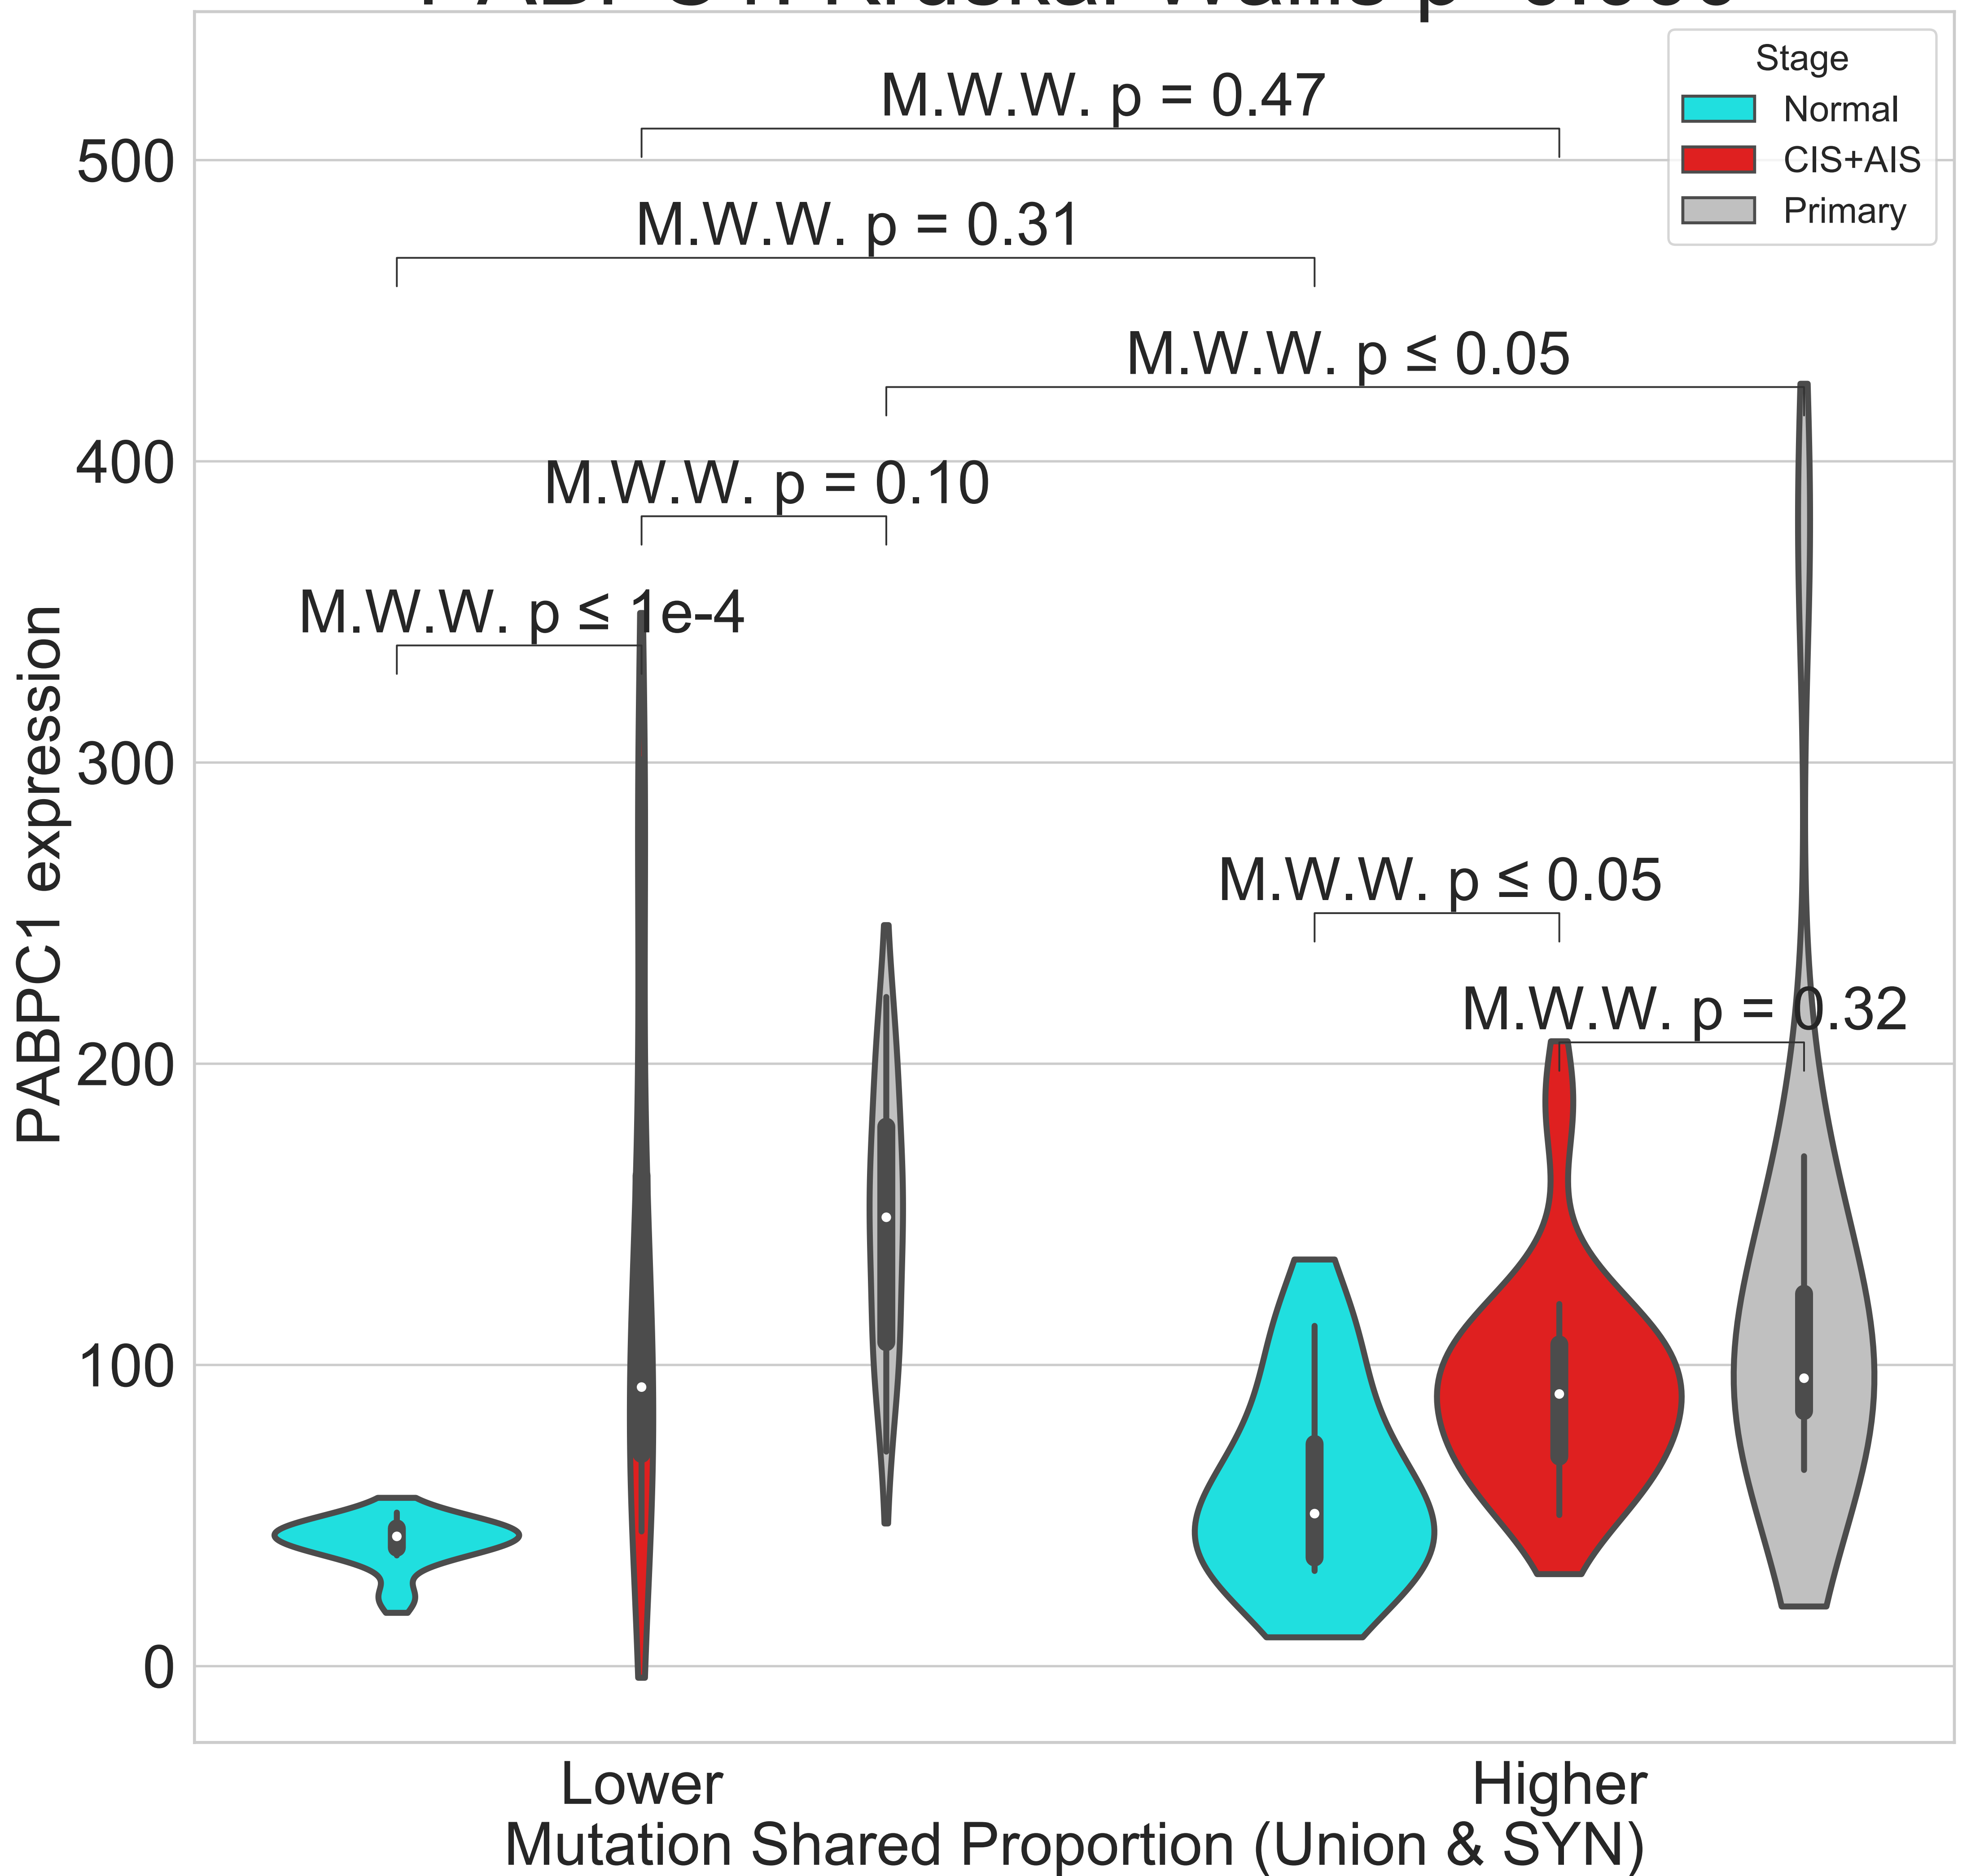 Stage
Normal
CIS+AIS
Primary
M.W.W. p = 0.47
M.W.W. p = 0.31
M.W.W. p ≤ 0.05
M.W.W. p = 0.10
M.W.W. p ≤ 1e-4
M.W.W. p ≤ 0.05
M.W.W. p = 0.32
500
400
300
200
100
0
PABPC1 expression
Lower
Higher
Mutation Shared Proportion (Union & SYN)